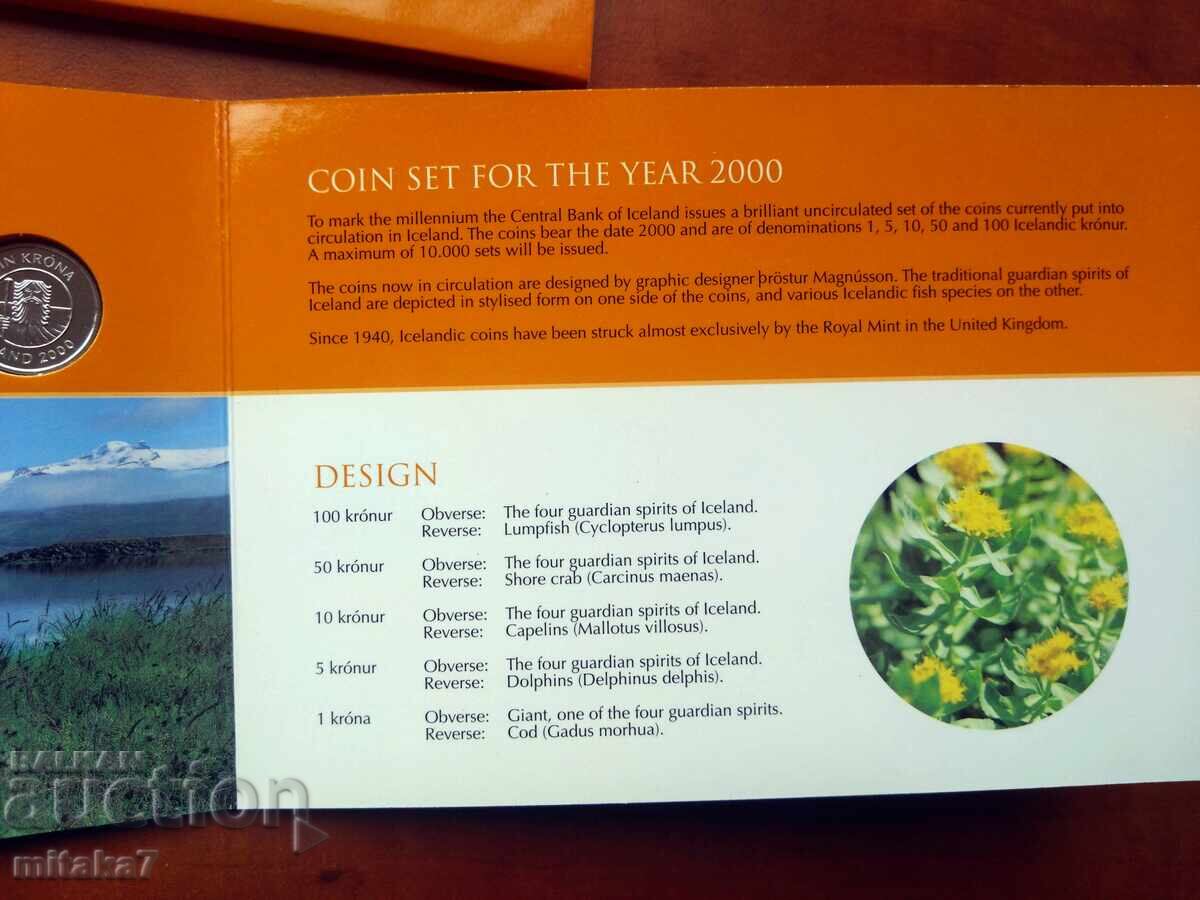 COIN SET FOR THE YEAR 2000
To mark the millennium the Central Bank of Iceland issues a brilliant uncirculated set of the coins currently put into
circulation in Iceland. The coins bear the date 2000 and are of denominations 1, 5, 10, 50 and 100 Icelandic krónur.
A maximum of 10.000 sets will be issued.
The coins now in circulation are designed by graphic designer þröstur Magnússon. The traditional guardian spirits of
Iceland are depicted in stylised form on one side of the coins, and various Icelandic fish species on the other.
Since 1940, Icelandic coins have been struck almost exclusively by the Royal Mint in the United Kingdom.
IN KRÓNA
AND 2000
DESIGN
100 krónur Obverse: The four guardian spirits of Iceland.
Reverse: Lumpfish (Cyclopterus lumpus).
50 krónur Obverse: The four guardian spirits of Iceland.
Reverse: Shore crab (Carcinus maenas).
10 krónur Obverse: The four guardian spirits of Iceland.
Reverse: Capelins (Mallotus villosus).
5 krónur Obverse: The four guardian spirits of Iceland.
Reverse: Dolphins (Delphinus delphis).
1 króna Obverse: Giant, one of the four guardian spirits.
Reverse: Cod (Gadus morhua).
BALKAN
auction
mitaka7